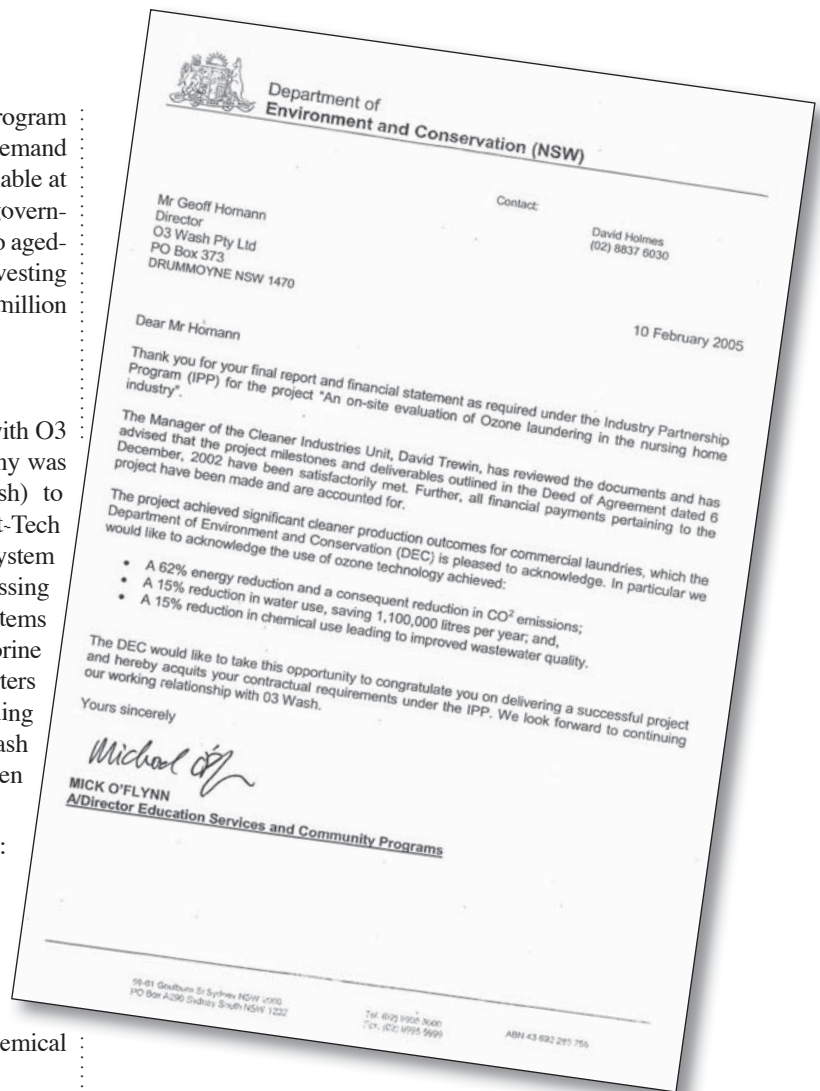 rogram
emand
able at
govern-
o aged-
vesting
million
vith O3
ny was
sh) to
t-Tech
ystem
ssing
tems
orine
ters
ing
ash
en
:
emical
Department of
Environment and Conservation (NSW)
Mr Geoff Homann
Director
O3 Wash Pty Ltd
PO Box 373
DRUMMOYNE NSW 1470
Contact:
David Holmes
(02) 8837 6030
10 February 2005
Dear Mr Homann
Thank you for your final report and financial statement as required under the Industry Partnership
Program (IPP) for the project "An on-site evaluation of Ozone laundering in the nursing home
industry".
The Manager of the Cleaner Industries Unit, David Trewin, has reviewed the documents and has
advised that the project milestones and deliverables outlined in the Deed of Agreement dated 6
December, 2002 have been satisfactorily met. Further, all financial payments pertaining to the
project have been made and are accounted for.
The project achieved significant cleaner production outcomes for commercial laundries, which the
Department of Environment and Conservation (DEC) is pleased to acknowledge. In particular we
would like to acknowledge the use of ozone technology achieved:
• A 62% energy reduction and a consequent reduction in CO² emissions;
• A 15% reduction in water use, saving 1,100,000 litres per year; and,
• A 15% reduction in chemical use leading to improved wastewater quality.
The DEC would like to take this opportunity to congratulate you on delivering a successful project
and hereby acquits your contractual requirements under the IPP. We look forward to continuing
our working relationship with 03 Wash.
Yours sincerely
Michael
MICK O'FLYNN
A/Director Education Services and Community Programs
59-61 Goulburn St Sydney NSW 2000
PO Box A290 Sydney South NSW 1232
Tel: (02) 9995 5000
Fax: (02) 9995 5999
ABN 43 692 285 758